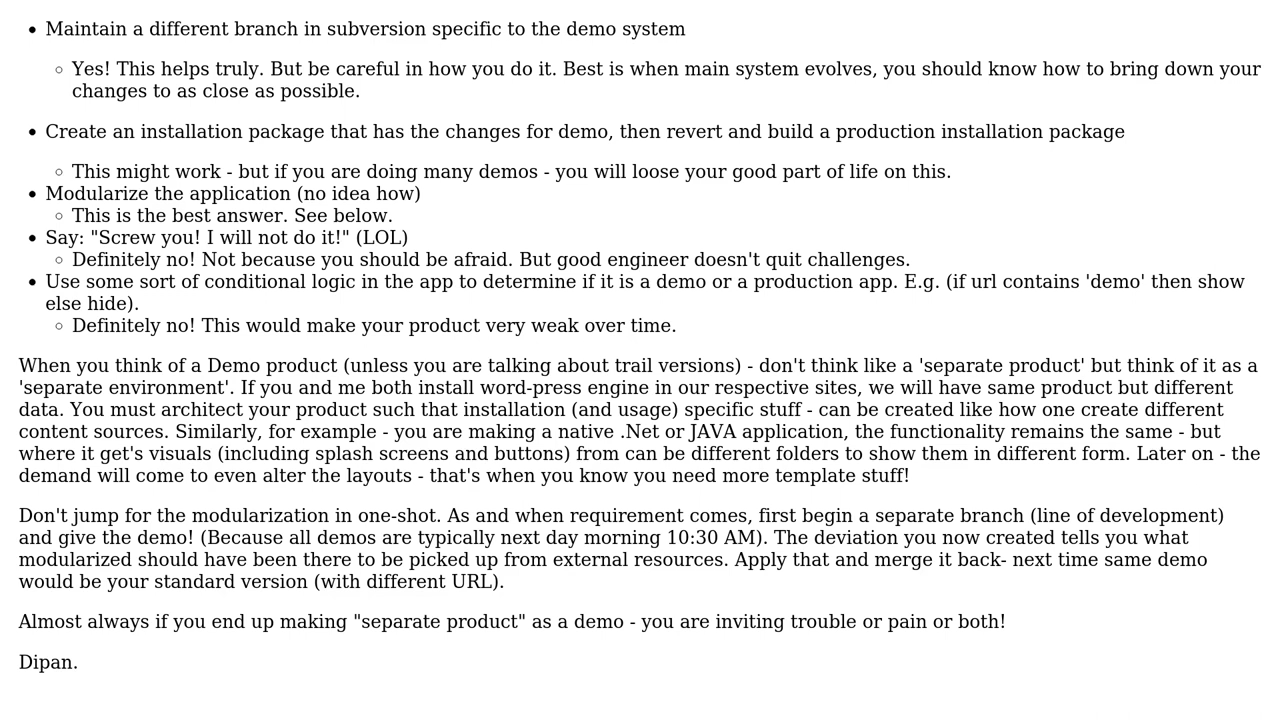 • Maintain a different branch in subversion specific to the demo system
◦ Yes! This helps truly. But be careful in how you do it. Best is when main system evolves, you should know how to bring down your
changes to as close as possible.
• Create an installation package that has the changes for demo, then revert and build a production installation package
◦ This might work - but if you are doing many demos - you will loose your good part of life on this.
• Modularize the application (no idea how)
◦ This is the best answer. See below.
• Say: "Screw you! I will not do it!" (LOL)
◦ Definitely no! Not because you should be afraid. But good engineer doesn't quit challenges.
• Use some sort of conditional logic in the app to determine if it is a demo or a production app. E.g. (if url contains 'demo' then show
else hide).
◦ Definitely no! This would make your product very weak over time.
When you think of a Demo product (unless you are talking about trail versions) - don't think like a 'separate product' but think of it as a
'separate environment'. If you and me both install word-press engine in our respective sites, we will have same product but different
data. You must architect your product such that installation (and usage) specific stuff - can be created like how one create different
content sources. Similarly, for example - you are making a native .Net or JAVA application, the functionality remains the same - but
where it get's visuals (including splash screens and buttons) from can be different folders to show them in different form. Later on - the
demand will come to even alter the layouts - that's when you know you need more template stuff!
Don't jump for the modularization in one-shot. As and when requirement comes, first begin a separate branch (line of development)
and give the demo! (Because all demos are typically next day morning 10:30 AM). The deviation you now created tells you what
modularized should have been there to be picked up from external resources. Apply that and merge it back- next time same demo
would be your standard version (with different URL).
Almost always if you end up making "separate product" as a demo - you are inviting trouble or pain or both!
Dipan.